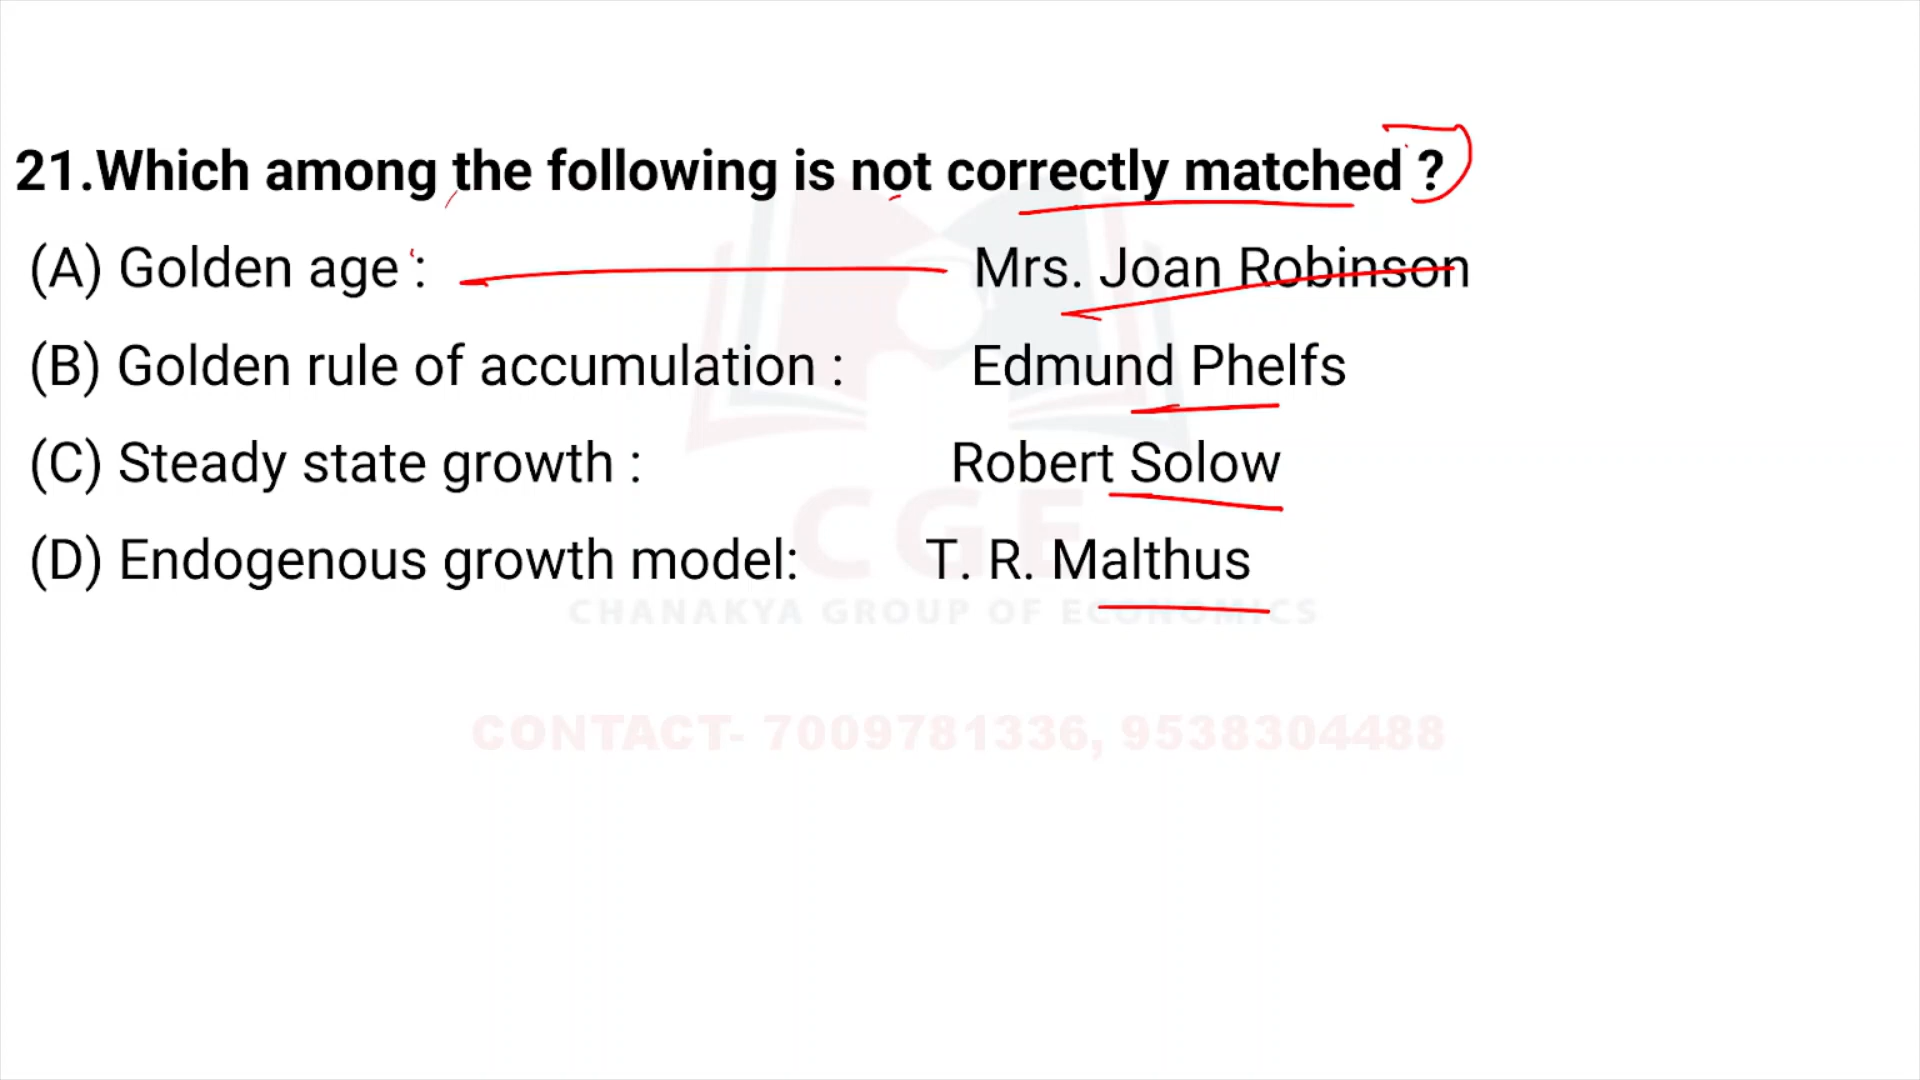 21.Which among the following is not correctly matched ?
(A) Golden age : Mrs. Joan Robinson
(B) Golden rule of accumulation : Edmund Phelfs
(C) Steady state growth : Robert Solow
(D) Endogenous growth model: T. R. Malthus
CGE
CHANAKYA GROUP OF ECONOMICS
CONTACT- 7009781336, 9538304488